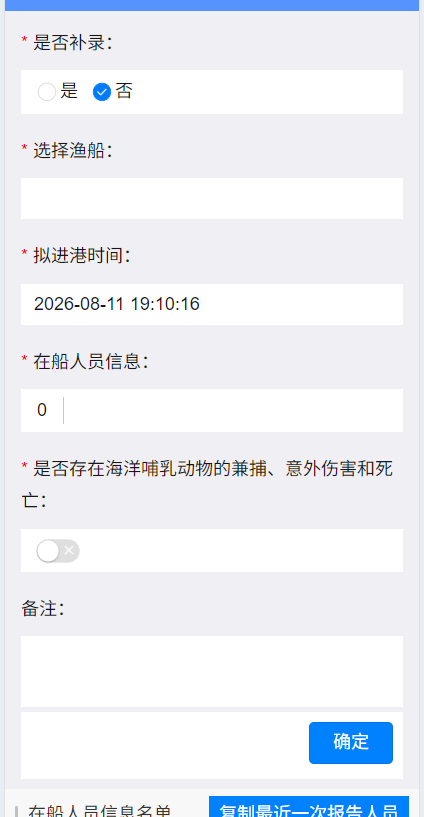 * 是否补录：
是 否
* 选择渔船：
* 拟进港时间：
2026-08-11 19:10:16
* 在船人员信息：
0
* 是否存在海洋哺乳动物的兼捕、意外伤害和死
亡：
备注：
确定
在船人员信息名单 复制最近一次报告人员